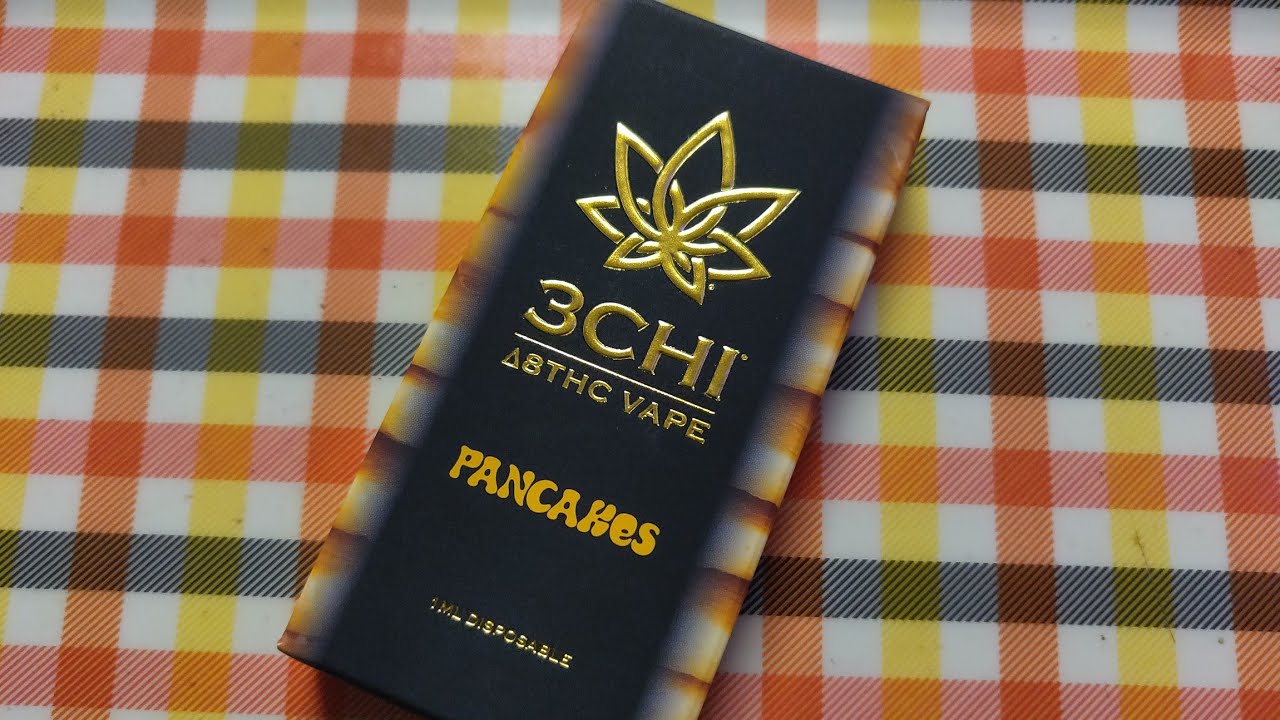 3CHI
Δ8THC VAPE
PANCAKes
1ML DISPOSABLE